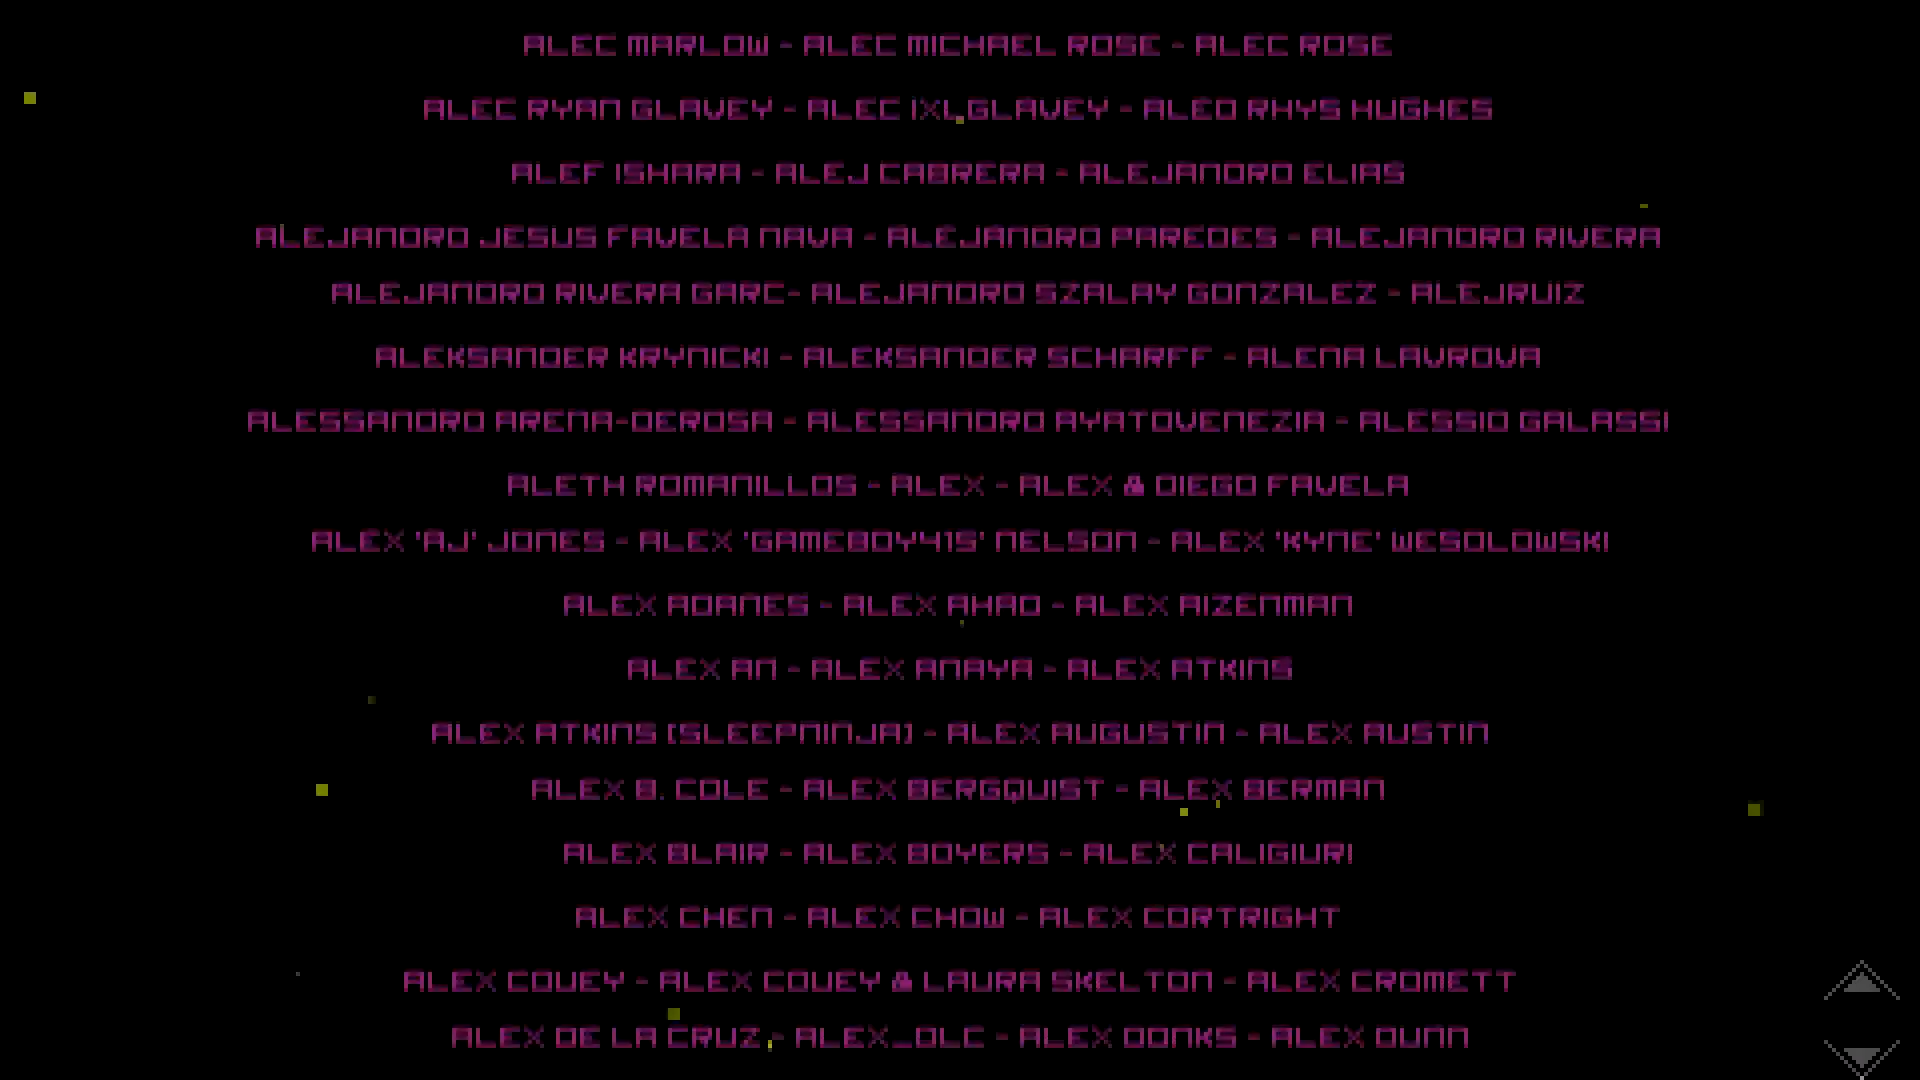 ALEC MARLOW - ALEC MICHAEL ROSE - ALEC ROSE
ALEC RYAN GLAVEY - ALEC IXL GLAVEY - ALED RHYS HUGHES
ALEF ISHARA - ALEJ CABRERA - ALEJANDRO ELIAS
ALEJANDRO JESUS FAVELA NAVA - ALEJANDRO PAREDES - ALEJANDRO RIVERA
ALEJANDRO RIVERA GARC- ALEJANDRO SZALAY GONZALEZ - ALEJRUIZ
ALEKSANDER KRYNICKI - ALEKSANDER SCHARFF - ALENA LAVROVA
ALESSANDRO ARENA-DEROSA - ALESSANDRO AYATOVENEZIA - ALESSIO GALASSI
ALETH ROMANILLOS - ALEX - ALEX & DIEGO FAVELA
ALEX 'AJ' JONES - ALEX 'GAMEBOY415' NELSON - ALEX 'KYNE' WESOLOWSKI
ALEX ADANES - ALEX AHAD - ALEX AIZENMAN
ALEX AN - ALEX ANAYA - ALEX ATKINS
ALEX ATKINS [SLEEPNINJA] - ALEX AUGUSTIN - ALEX AUSTIN
ALEX B. COLE - ALEX BERGQUIST - ALEX BERMAN
ALEX BLAIR - ALEX BOYERS - ALEX CALIGIURI
ALEX CHEN - ALEX CHOW - ALEX CORTRIGHT
ALEX COVEY - ALEX COVEY & LAURA SKELTON - ALEX CROMETT
ALEX DE LA CRUZ - ALEX_DLC - ALEX DONKS - ALEX DUNN